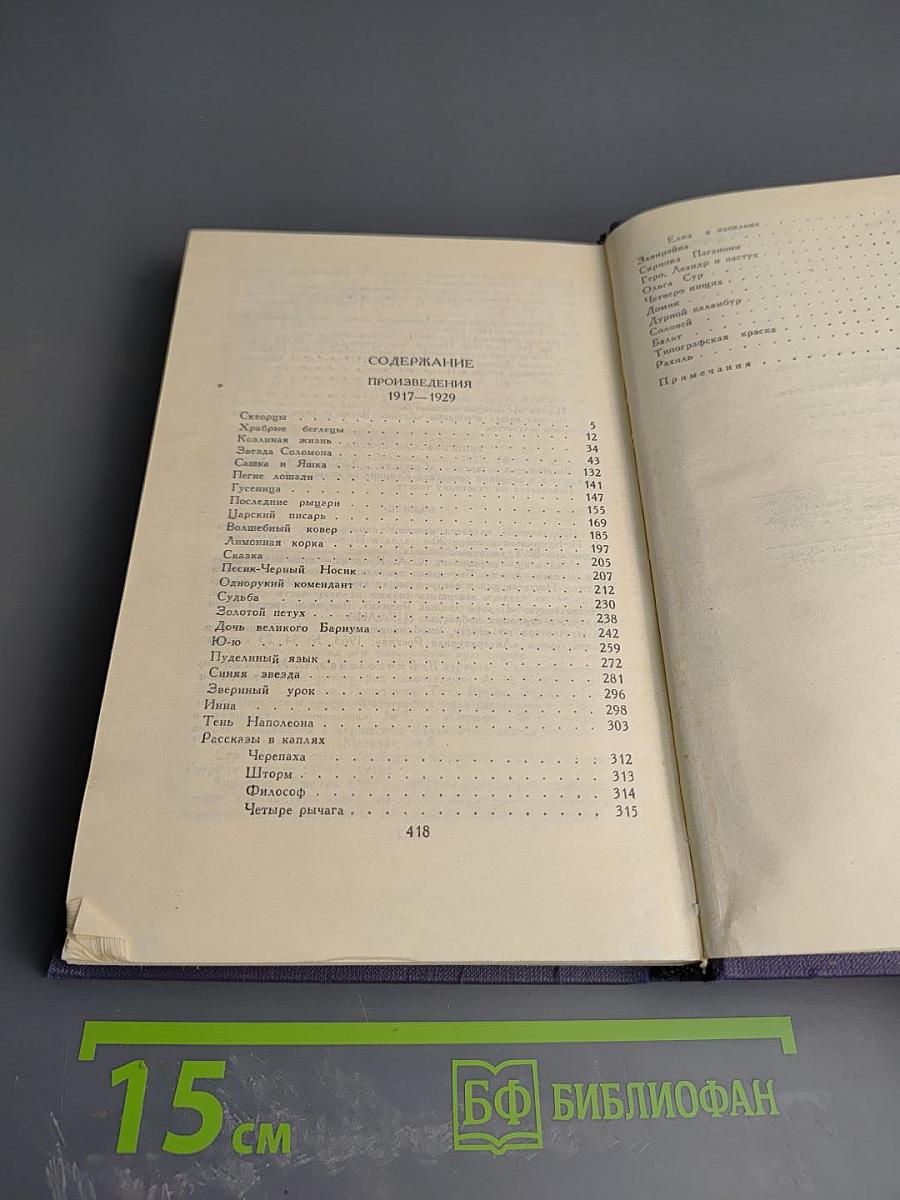 СОДЕРЖАНИЕ
ПРОИЗВЕДЕНИЯ
1917—1929
Скворцы . . . . . . . . . . . . . . . . 5
Храбрые беглецы . . . . . . . . . . . . . . . . 12
Козлиная жизнь . . . . . . . . . . . . . . . . 34
Звезда Соломона . . . . . . . . . . . . . . . . 43
Сашка и Яшка . . . . . . . . . . . . . . . . 132
Пегие лошади . . . . . . . . . . . . . . . . 141
Гусеница . . . . . . . . . . . . . . . . 147
Последние рыцари . . . . . . . . . . . . . . . . 155
Царский писарь . . . . . . . . . . . . . . . . 169
Волшебный ковер . . . . . . . . . . . . . . . . 185
Лимонная корка . . . . . . . . . . . . . . . . 197
Сказка . . . . . . . . . . . . . . . . 205
Песик-Черный Носик . . . . . . . . . . . . . . . . 207
Однорукий комендант . . . . . . . . . . . . . . . . 212
Судьба . . . . . . . . . . . . . . . . 230
Золотой петух . . . . . . . . . . . . . . . . 238
Дочь великого Барнума . . . . . . . . . . . . . . . . 242
Ю-ю . . . . . . . . . . . . . . . . 259
Пуделиный язык . . . . . . . . . . . . . . . . 272
Синяя звезда . . . . . . . . . . . . . . . . 281
Звериный урок . . . . . . . . . . . . . . . . 296
Инна . . . . . . . . . . . . . . . . 298
Тень Наполеона . . . . . . . . . . . . . . . . 303
Рассказы в каплях
Черепаха . . . . . . . . . . . . . . . . 312
Шторм . . . . . . . . . . . . . . . . 313
Философ . . . . . . . . . . . . . . . . 314
Четыре рычага . . . . . . . . . . . . . . . . 315
418
Елка в капельке
Завирайка
Скрипка Паганини
Геро, Леандр и пастух
Ольга Сур
Четверо нищих
Домик
Дурной каламбур
Соловей
Бальт
Типографская краска
Рахиль
Примечания
15 см
БФ БИБЛИОФАН